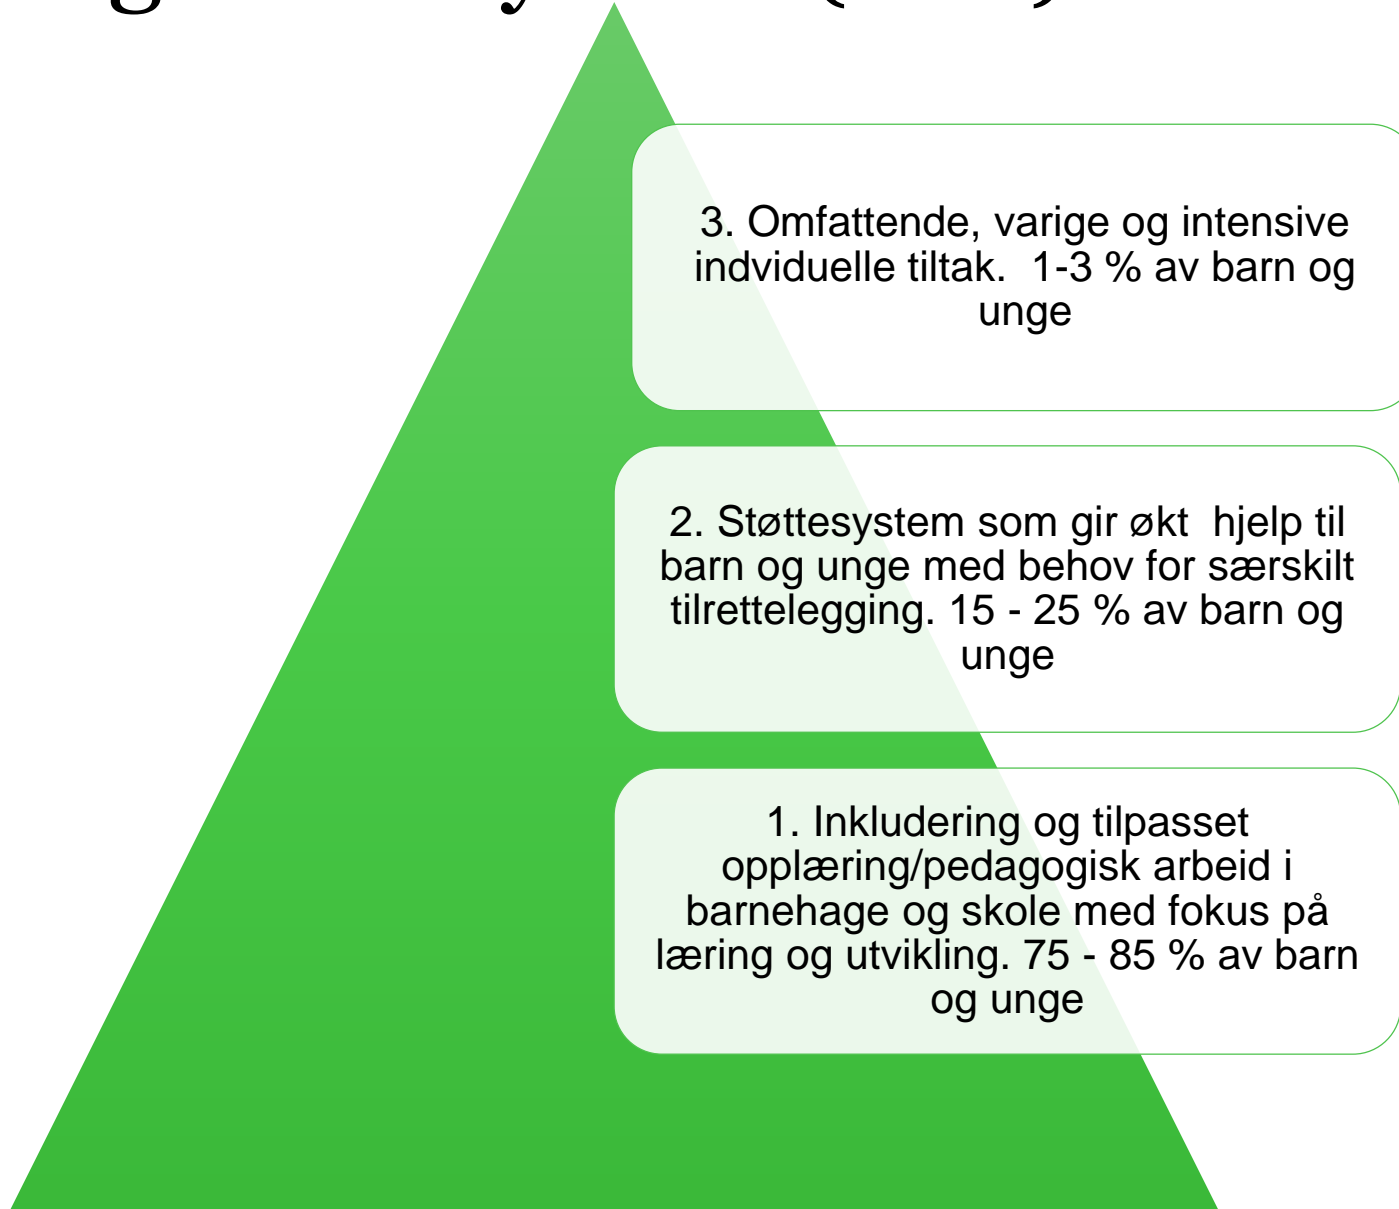 3. Omfattende, varige og intensive
indviduelle tiltak.  1-3 % av barn og
unge
2. Støttesystem som gir økt  hjelp til
barn og unge med behov for særskilt
tilrettelegging. 15 - 25 % av barn og
unge
1. Inkludering og tilpasset
opplæring/pedagogisk arbeid i
barnehage og skole med fokus på
læring og utvikling. 75 - 85 % av barn
og unge